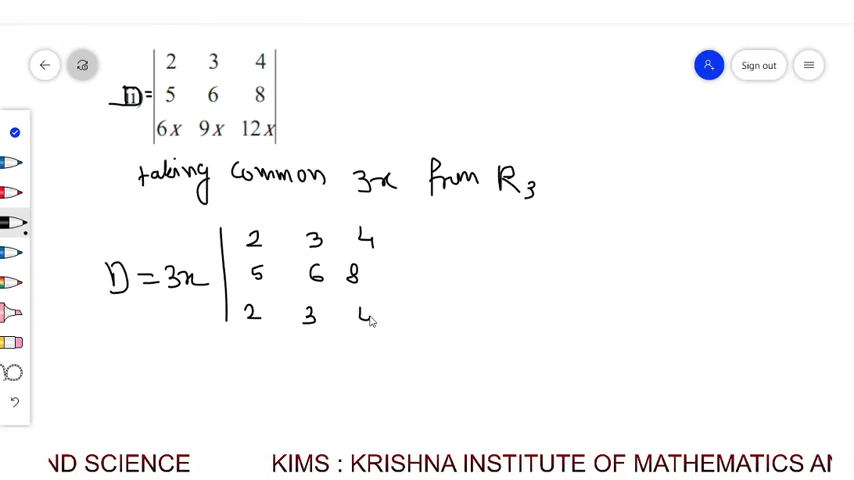 2 3 4
Sign out
D = 5 6 8
6x 9x 12x
taking common 3x from R3
2 3 4
D = 3x 5 6 8
2 3 4
ND SCIENCE KIMS : KRISHNA INSTITUTE OF MATHEMATICS AN